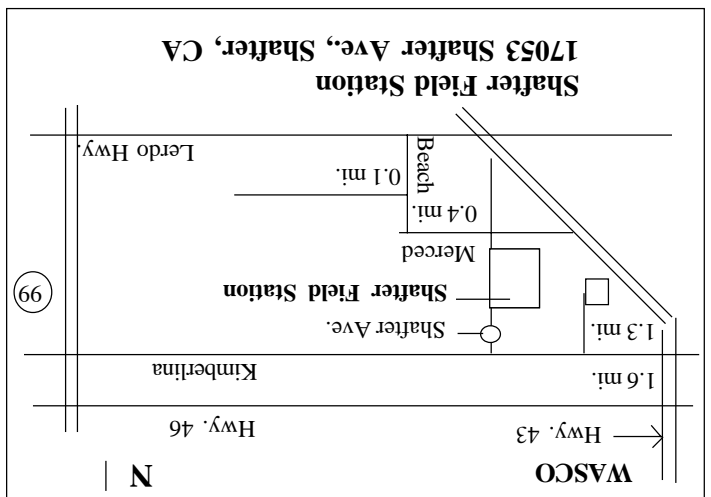 WASCO
N
Hwy. 43
Hwy. 46
1.6 mi.
Kimberlina
1.3 mi.
Shafter Ave.
Shafter Field Station
99
Merced
0.4 mi.
Beach
0.1 mi.
Lerdo Hwy.
Shafter Field Station
17053 Shafter Ave., Shafter, CA